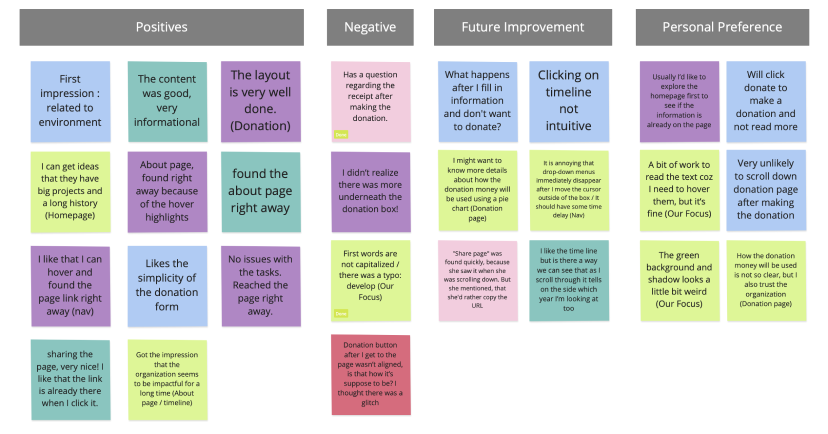 Positives
Negative
Future Improvement
Personal Preference
First
impression :
related to
environment
The content
was good,
very
informational
The layout
is very well
done.
(Donation)
I can get ideas
that they have
big projects and
a long history
(Homepage)
About page,
found right
away because
of the hover
highlights
found the
about page
right away
I like that I can
hover and
found the
page link right
away (nav)
Likes the
simplicity of
the donation
form
No issues with
the tasks.
Reached the
page right
away.
sharing the
page, very nice! I
like that the link
is already there
when I click it.
Got the impression
that the
organization seems
to be impactful for a
long time (About
page / timeline)
Has a question
regarding the
receipt after
making the
donation.
I didn't realize
there was more
underneath the
donation box!
First words are
not capitalized /
there was a typo:
develop (Our
Focus)
Donation button
after I get to the
page wasn't aligned,
is that how it's
suppose to be? I
thought there was a
glitch
What happens
after I fill in
information
and don't want
to donate?
Clicking on
timeline
not
intuitive
I might want to
know more details
about how the
donation money will
be used using a pie
chart (Donation
page)
It is annoying that
drop-down menus
immediately disappear
after I move the cursor
outside of the box / It
should have some time
delay (Nav)
"Share page" was
found quickly, because
she saw it when she
was scrolling down. But
she mentioned, that
she'd rather copy the
URL
I like the time line
but is there a way
we can see that as I
scroll through it tells
on the side which
year I'm looking at
too
Usually I'd like to
explore the
homepage first to
see if the
information is
already on the page
Will click
donate to
make a
donation and
not read more
A bit of work to
read the text coz
I need to hover
them, but it's
fine (Our Focus)
Very unlikely
to scroll down
donation page
after making
the donation
The green
background and
shadow looks a
little bit weird
(Our Focus)
How the donation
money will be used
is not so clear, but I
also trust the
organization
(Donation page)